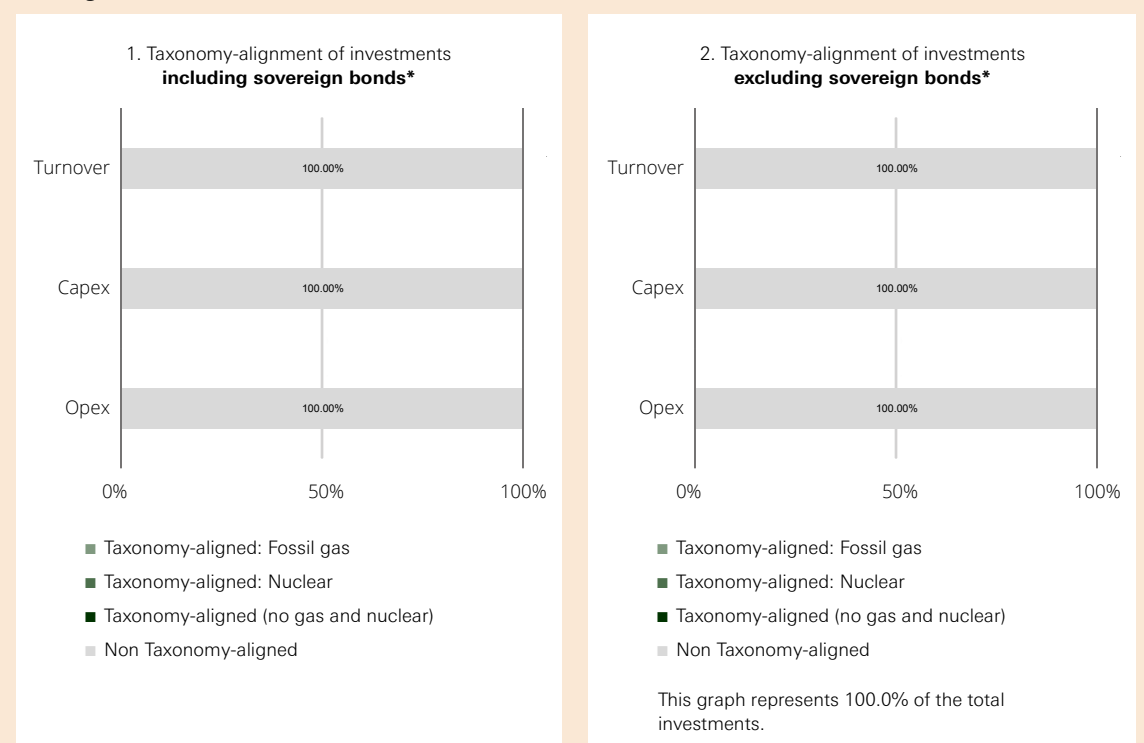 1. Taxonomy-alignment of investments
including sovereign bonds*
Turnover
100.00%
Capex
100.00%
Opex
100.00%
0%
50%
100%
Taxonomy-aligned: Fossil gas
Taxonomy-aligned: Nuclear
Taxonomy-aligned (no gas and nuclear)
Non Taxonomy-aligned
2. Taxonomy-alignment of investments
excluding sovereign bonds*
Turnover
100.00%
Capex
100.00%
Opex
100.00%
0%
50%
100%
Taxonomy-aligned: Fossil gas
Taxonomy-aligned: Nuclear
Taxonomy-aligned (no gas and nuclear)
Non Taxonomy-aligned
This graph represents 100.0% of the total
investments.